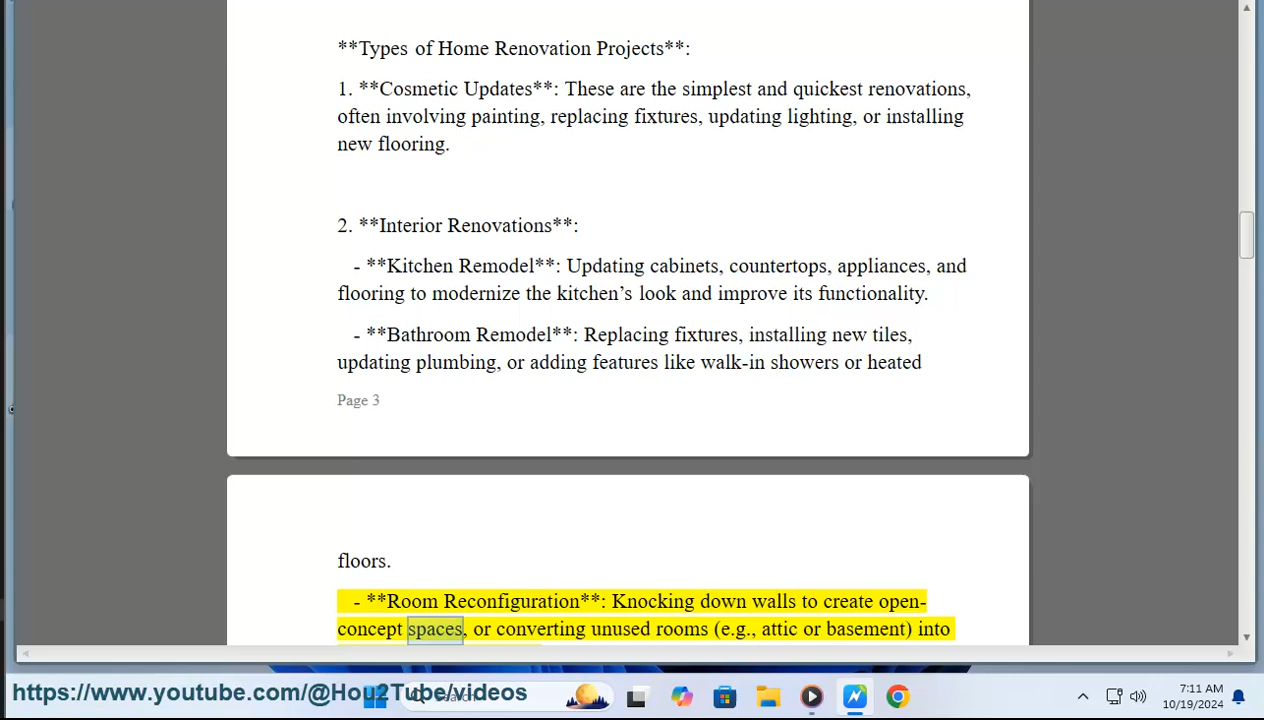 **Types of Home Renovation Projects**:
1. **Cosmetic Updates**: These are the simplest and quickest renovations,
often involving painting, replacing fixtures, updating lighting, or installing
new flooring.
2. **Interior Renovations**:
- **Kitchen Remodel**: Updating cabinets, countertops, appliances, and
flooring to modernize the kitchen’s look and improve its functionality.
- **Bathroom Remodel**: Replacing fixtures, installing new tiles,
updating plumbing, or adding features like walk-in showers or heated
Page 3
floors.
- **Room Reconfiguration**: Knocking down walls to create open-
concept spaces, or converting unused rooms (e.g., attic or basement) into
https://www.youtube.com/@Hou2Tube/videos
Search
7:11 AM
10/19/2024